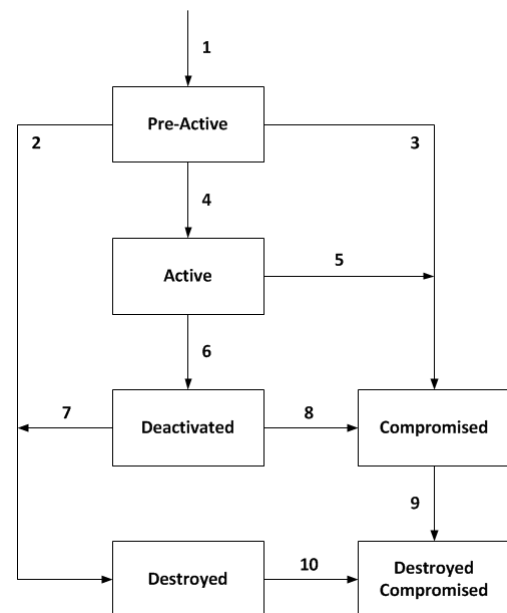 1
Pre-Active
2
3
4
Active
5
6
Deactivated
7
8
Compromised
9
Destroyed
10
Destroyed
Compromised